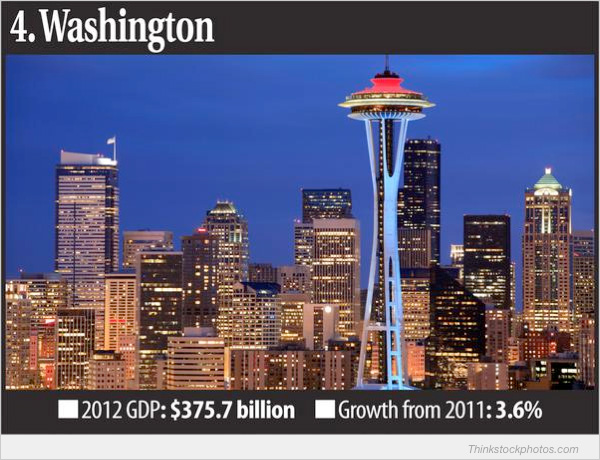 4. Washington
2012 GDP: $375.7 billion Growth from 2011: 3.6%
Thinkstockphotos.com